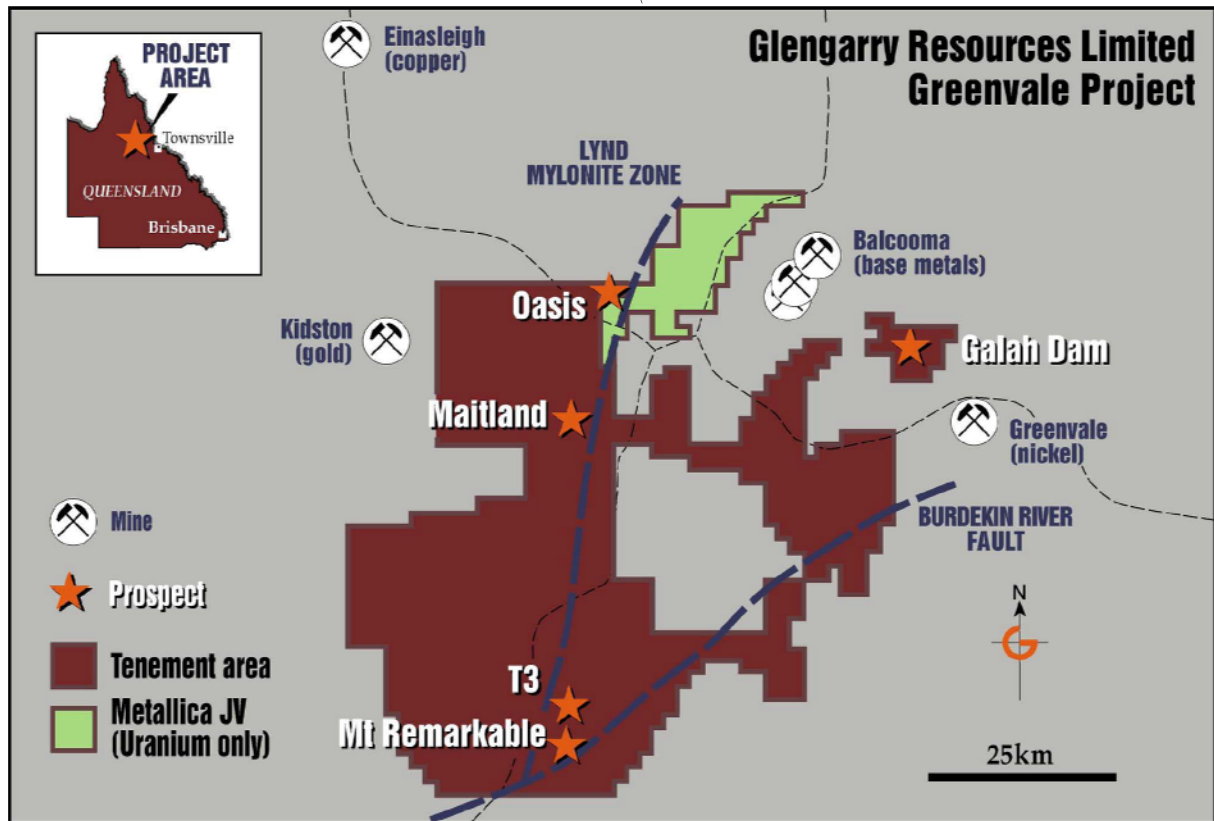 Glengarry Resources Limited
Greenvale Project
PROJECT
AREA
Townsville
QUEENSLAND
Brisbane
Einasleigh
(copper)
LYND
MYLONITE ZONE
Balcooma
(base metals)
Oasis
Kidston
(gold)
Galah Dam
Maitland
Greenvale
(nickel)
BURDEKIN RIVER
FAULT
Mine
Prospect
Tenement area
Metallica JV
(Uranium only)
T3
Mt Remarkable
N
G
25km